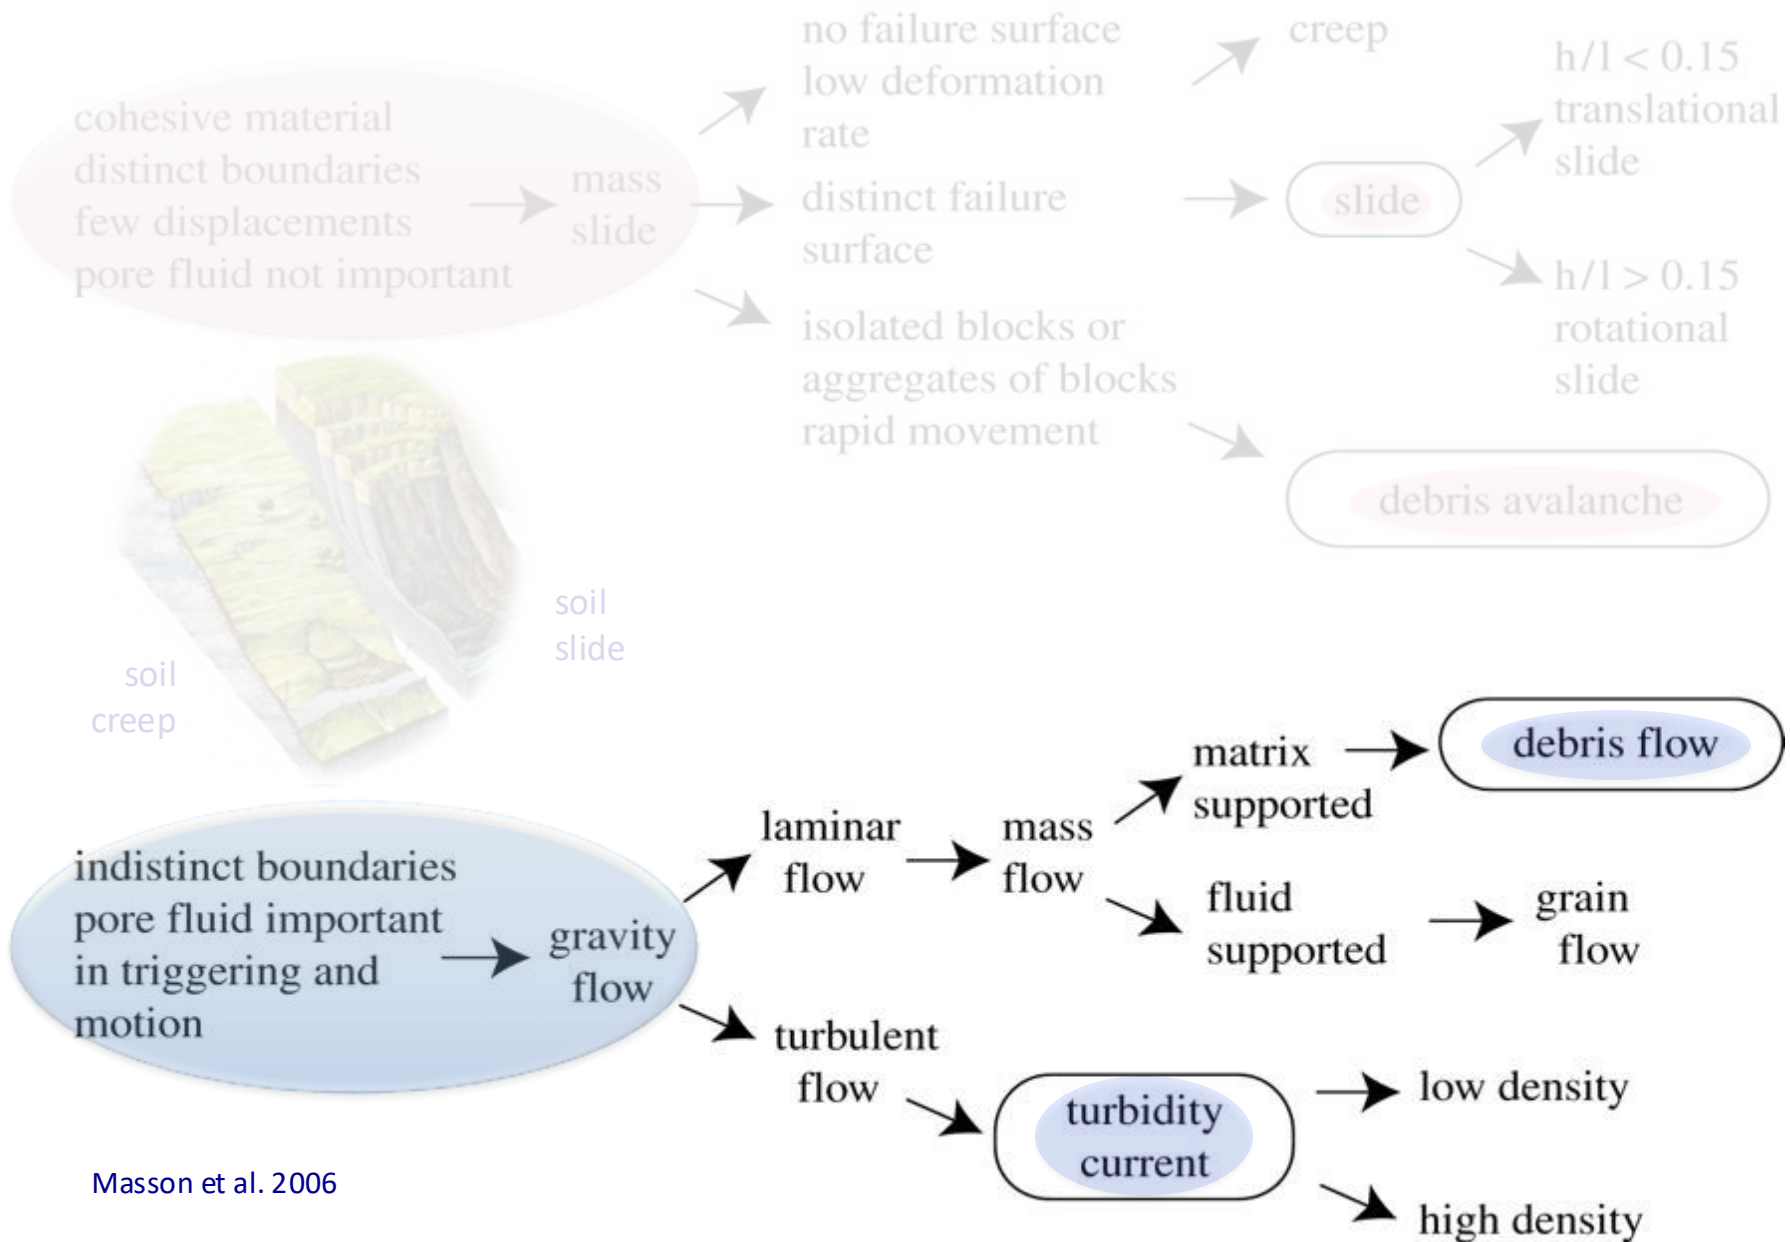 no failure surface
low deformation
rate
creep
h/l < 0.15
translational
slide
cohesive material
distinct boundaries
few displacements
pore fluid not important
mass
slide
distinct failure
surface
slide
h/l > 0.15
rotational
slide
isolated blocks or
aggregates of blocks
rapid movement
debris avalanche
soil
slide
soil
creep
indistinct boundaries
pore fluid important
in triggering and
motion
gravity
flow
laminar
flow
mass
flow
matrix
supported
debris flow
fluid
supported
grain
flow
turbulent
flow
turbidity
current
low density
high density
Masson et al. 2006